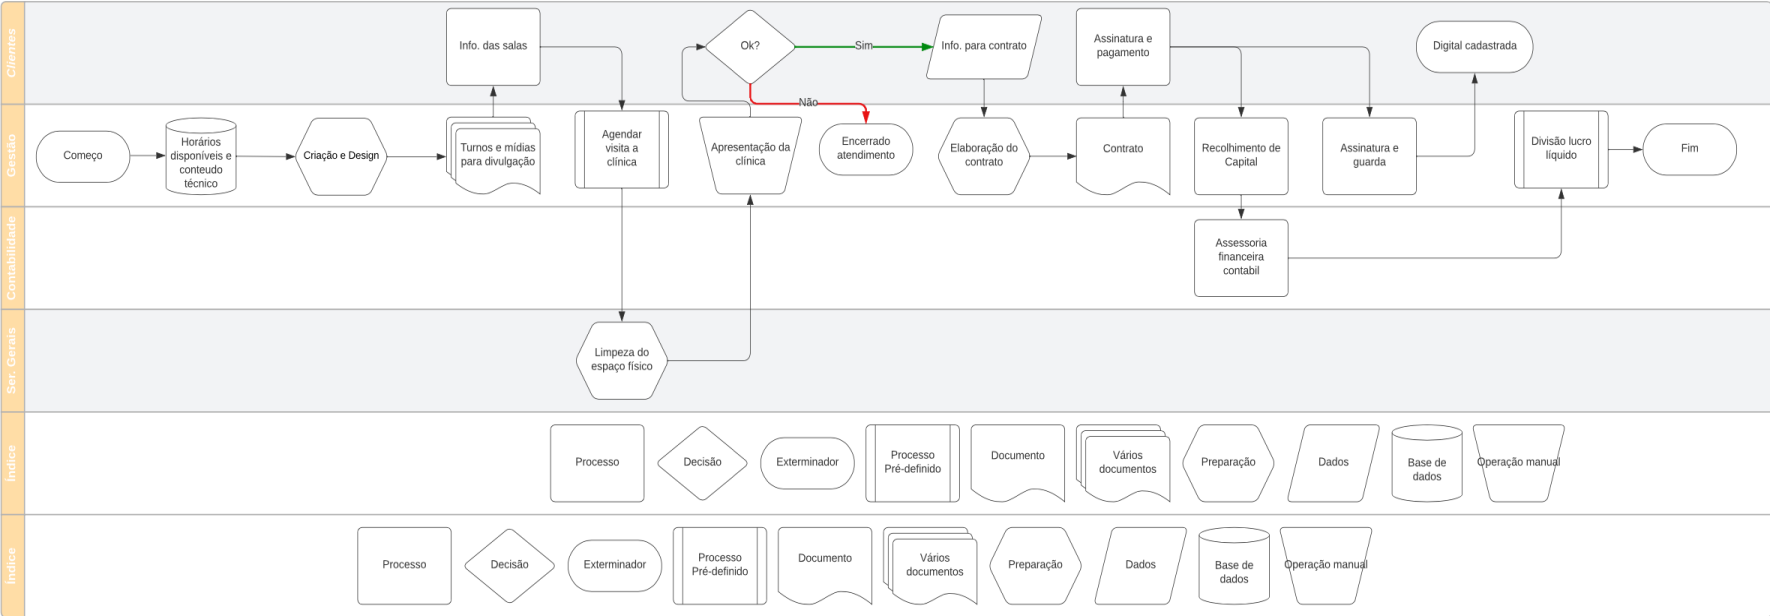 Clientes
Info. das salas
Ok?
Sim
Info. para contrato
Assinatura e
pagamento
Digital cadastrada
Não
Gestão
Começo
Horários
disponíveis e
conteudo
técnico
Criação e Design
Turnos e mídias
para divulgação
Agendar
visita a
clínica
Apresentação da
clínica
Encerrado
atendimento
Elaboração do
contrato
Contrato
Recolhimento de
Capital
Assinatura e
guarda
Divisão lucro
líquido
Fim
Contabilidade
Assessoria
financeira
contabil
Ser. Gerais
Limpeza do
espaço físico
Índice
Processo
Decisão
Exterminador
Processo
Pré-definido
Documento
Vários
documentos
Preparação
Dados
Base de
dados
Operação manual
Índice
Processo
Decisão
Exterminador
Processo
Pré-definido
Documento
Vários
documentos
Preparação
Dados
Base de
dados
Operação manual